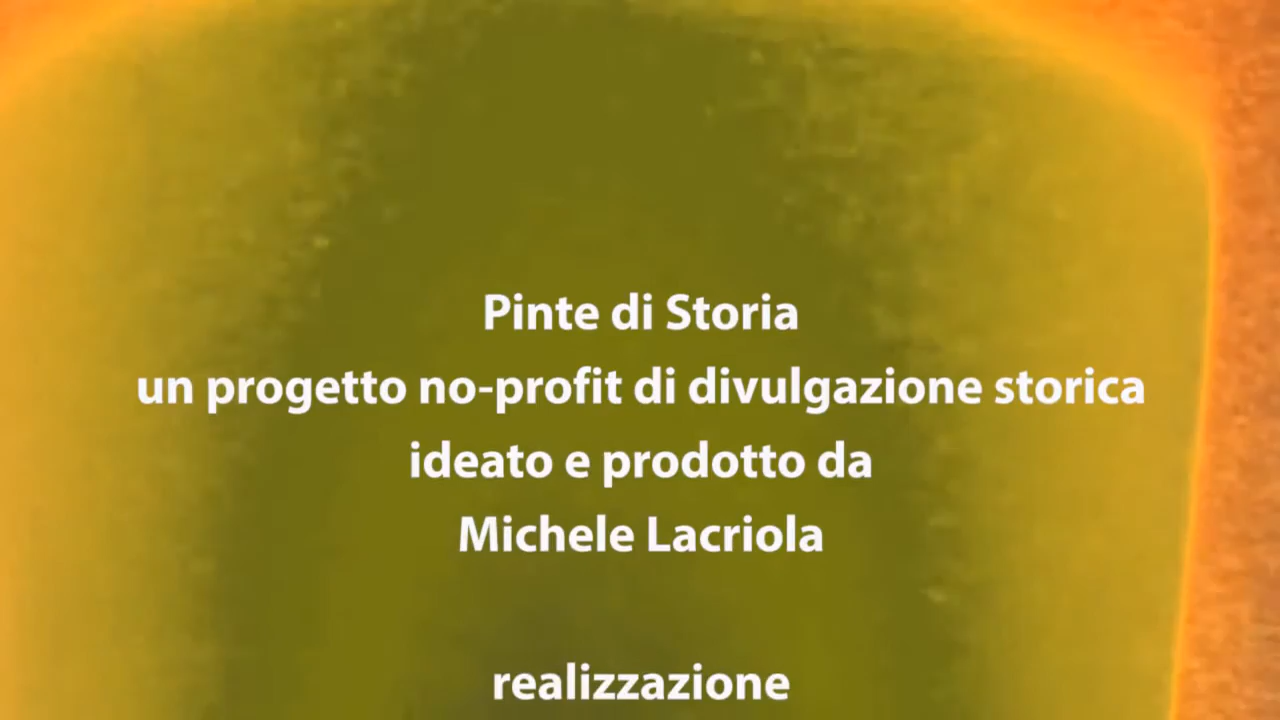 Pinte di Storia
un progetto no-profit di divulgazione storica
ideato e prodotto da
Michele Lacriola
realizzazione